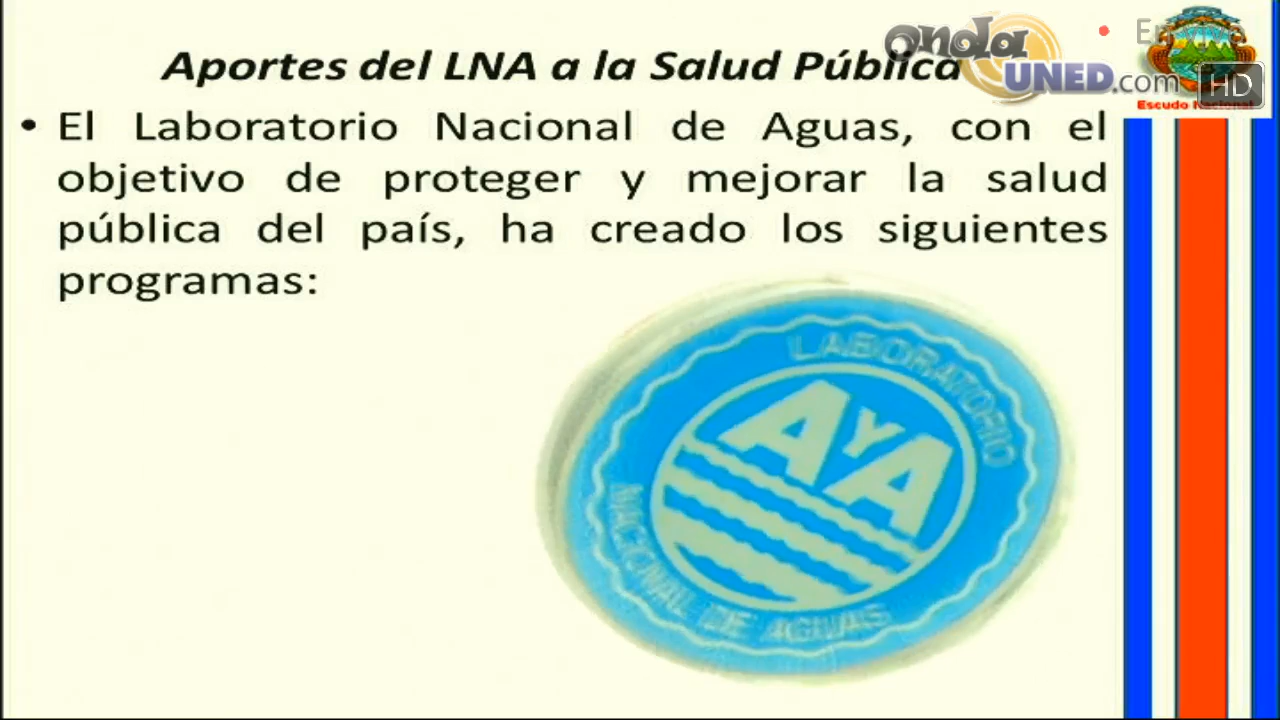 Aportes del LNA a la Salud Pública
onda
UNED.com
En vivo
HD
Escudo Nacional
• El Laboratorio Nacional de Aguas, con el
objetivo de proteger y mejorar la salud
pública del país, ha creado los siguientes
programas:
LABORATORIO
AYA
NACIONAL DE AGUAS